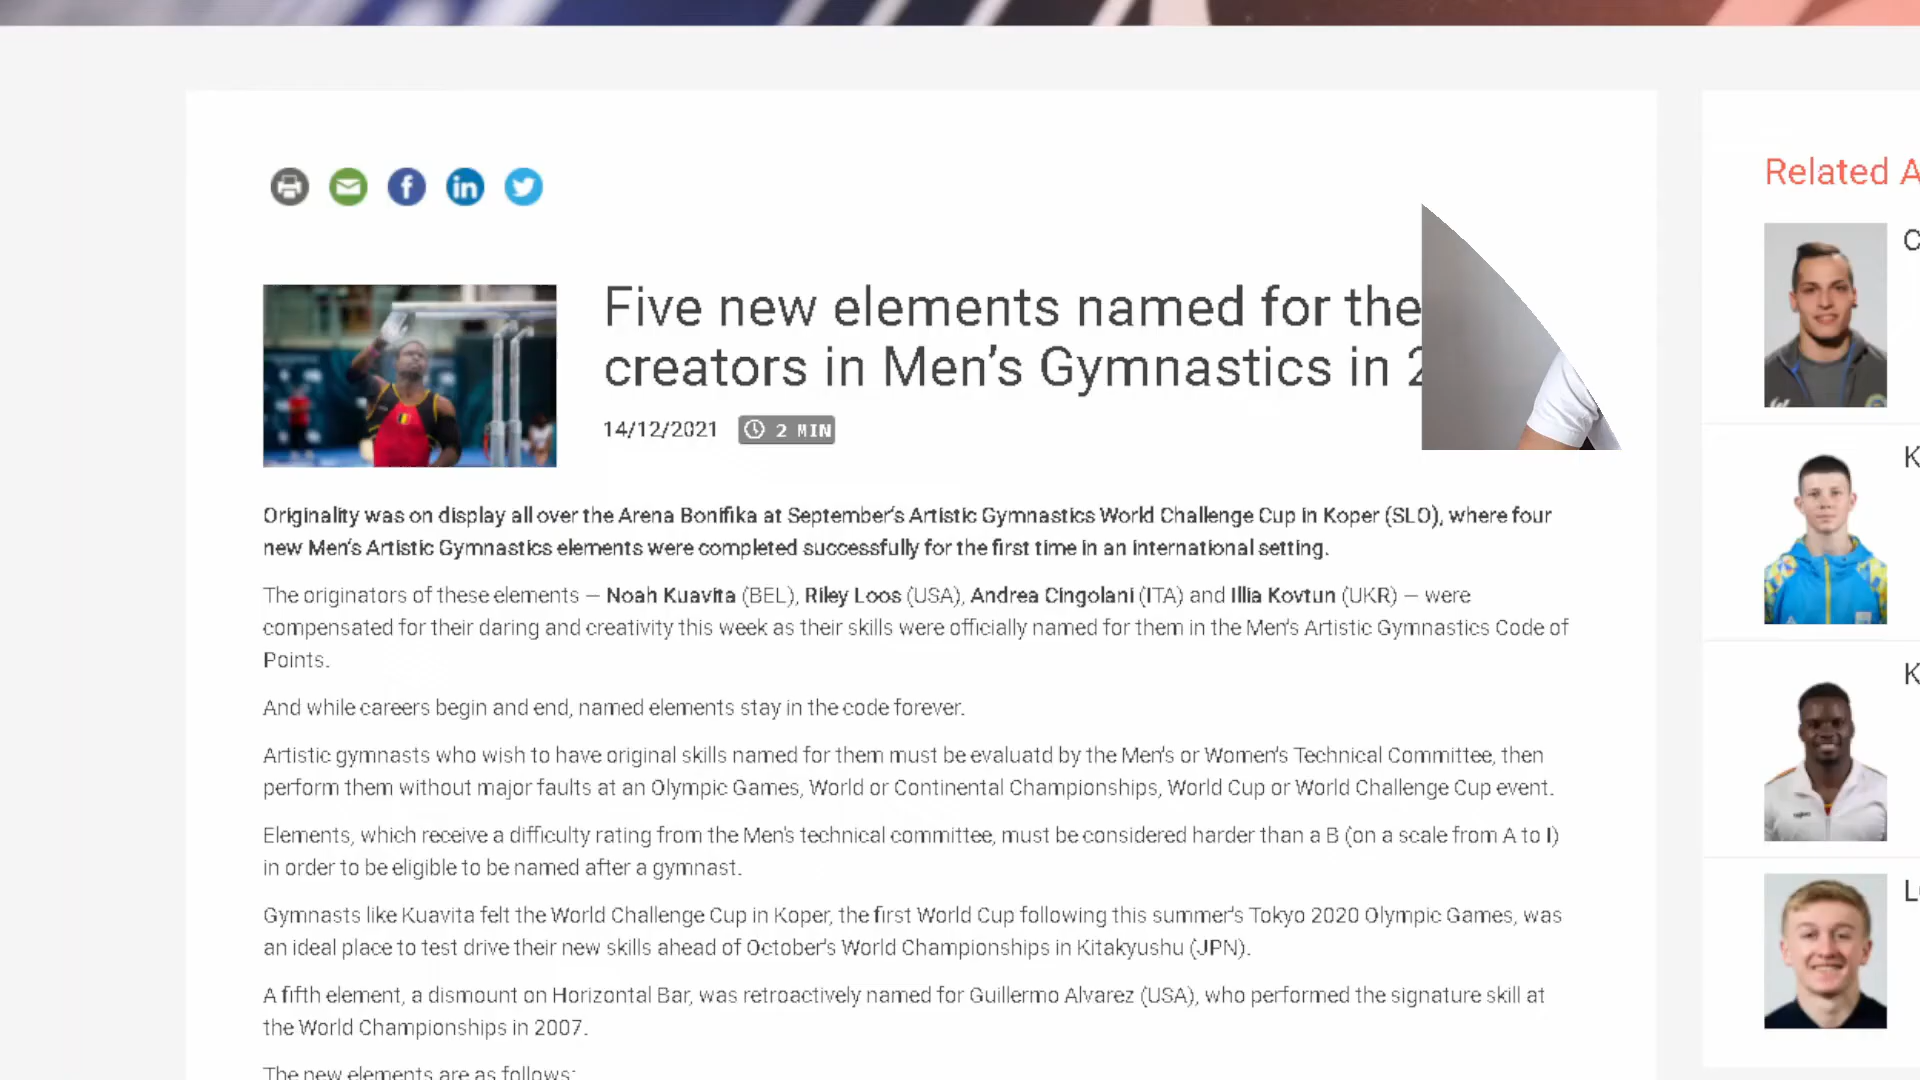 Related A
Five new elements named for the
creators in Men's Gymnastics in 2
14/12/2021 2 MIN
Originality was on display all over the Arena Bonifika at September's Artistic Gymnastics World Challenge Cup in Koper (SLO), where four
new Men's Artistic Gymnastics elements were completed successfully for the first time in an international setting.
The originators of these elements — Noah Kuavita (BEL), Riley Loos (USA), Andrea Cingolani (ITA) and Illia Kovtun (UKR) — were
compensated for their daring and creativity this week as their skills were officially named for them in the Men's Artistic Gymnastics Code of
Points.
And while careers begin and end, named elements stay in the code forever.
Artistic gymnasts who wish to have original skills named for them must be evaluatd by the Men's or Women's Technical Committee, then
perform them without major faults at an Olympic Games, World or Continental Championships, World Cup or World Challenge Cup event.
Elements, which receive a difficulty rating from the Men's technical committee, must be considered harder than a B (on a scale from A to I)
in order to be eligible to be named after a gymnast.
Gymnasts like Kuavita felt the World Challenge Cup in Koper, the first World Cup following this summer's Tokyo 2020 Olympic Games, was
an ideal place to test drive their new skills ahead of October's World Championships in Kitakyushu (JPN).
A fifth element, a dismount on Horizontal Bar, was retroactively named for Guillermo Alvarez (USA), who performed the signature skill at
the World Championships in 2007.
The new elements are as follows: